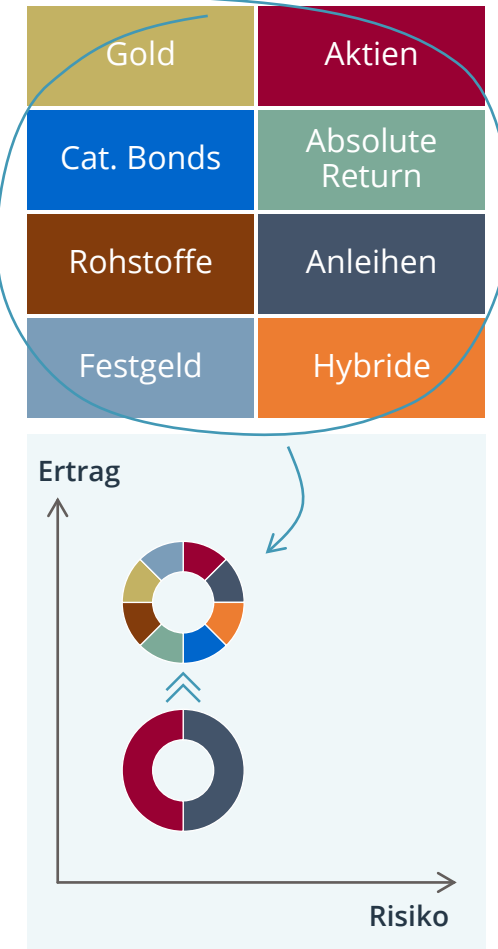 Gold
Aktien
Cat. Bonds
Absolute
Return
Rohstoffe
Anleihen
Festgeld
Hybride
Ertrag
Risiko